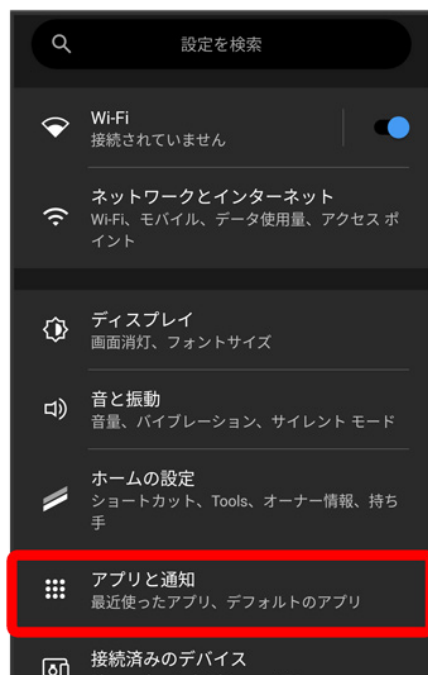 設定を検索
Wi-Fi
接続されていません
ネットワークとインターネット
Wi-Fi、モバイル、データ使用量、アクセス ポ
イント
ディスプレイ
画面消灯、フォントサイズ
音と振動
音量、バイブレーション、サイレント モード
ホームの設定
ショートカット、Tools、オーナー情報、持ち
手
アプリと通知
最近使ったアプリ、デフォルトのアプリ
接続済みのデバイス